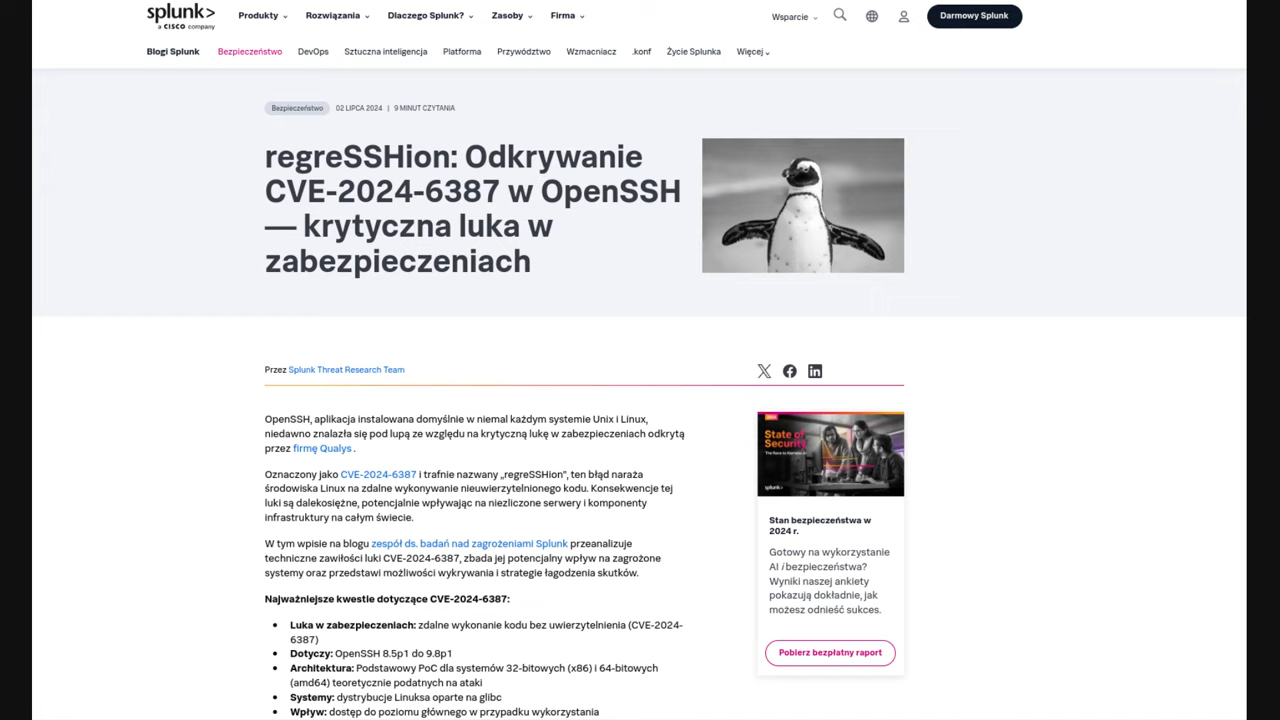 splunk>
a CISCO company
Produkty
Rozwiązania
Dlaczego Splunk?
Zasoby
Firma
Wsparcie
Darmowy Splunk
Blogi Splunk
Bezpieczeństwo
DevOps
Sztuczna inteligencja
Platforma
Przywództwo
Wzmacniacz
.konf
Życie Splunka
Więcej
Bezpieczeństwo
02 LIPCA 2024 | 9 MINUT CZYTANIA
regreSSHion: Odkrywanie
CVE-2024-6387 w OpenSSH
— krytyczna luka w
zabezpieczeniach
Przez Splunk Threat Research Team
OpenSSH, aplikacja instalowana domyślnie w niemal każdym systemie Unix i Linux,
niedawno znalazła się pod lupą ze względu na krytyczną lukę w zabezpieczeniach odkrytą
przez firmę Qualys .
Oznaczony jako CVE-2024-6387 i trafnie nazwany „regreSSHion”, ten błąd naraża
środowiska Linux na zdalne wykonywanie nieuwierzytelnionego kodu. Konsekwencje tej
luki są dalekosiężne, potencjalnie wpływając na niezliczone serwery i komponenty
infrastruktury na całym świecie.
W tym wpisie na blogu zespół ds. badań nad zagrożeniami Splunk przeanalizuje
techniczne zawiłości luki CVE-2024-6387, zbada jej potencjalny wpływ na zagrożone
systemy oraz przedstawi możliwości wykrywania i strategie łagodzenia skutków.
Najważniejsze kwestie dotyczące CVE-2024-6387:
• Luka w zabezpieczeniach: zdalne wykonanie kodu bez uwierzytelnienia (CVE-2024-
6387)
• Dotyczy: OpenSSH 8.5p1 do 9.8p1
• Architektura: Podstawowy PoC dla systemów 32-bitowych (x86) i 64-bitowych
(amd64) teoretycznie podatnych na ataki
• Systemy: dystrybucje Linuksa oparte na glibc
• Wpływ: dostęp do poziomu głównego w przypadku wykorzystania
State of
Security
splunk>
Stan bezpieczeństwa w
2024 r.
Gotowy na wykorzystanie
AI i bezpieczeństwa?
Wyniki naszej ankiety
pokazują dokładnie, jak
możesz odnieść sukces.
Pobierz bezpłatny raport